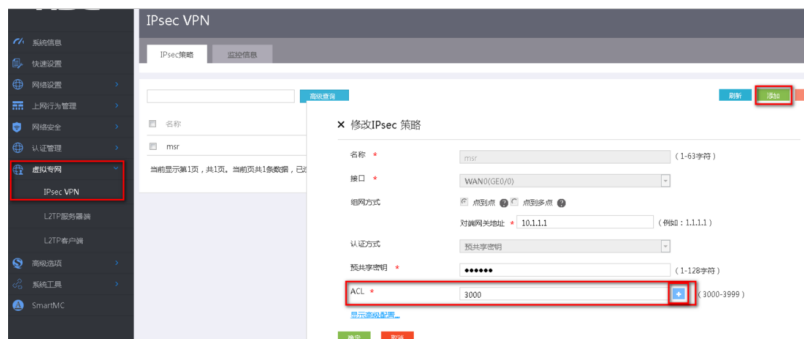 IPsec VPN
系统信息
快速设置
网络设置
上网行为管理
网络安全
认证管理
虚拟专网
IPsec VPN
L2TP服务器端
L2TP客户端
高级选项
系统工具
SmartMC
IPsec策略
监控信息
高级查询
刷新
添加
名称
msr
当前显示第1页，共1页。当前页共1条数据，已
修改IPsec 策略
名称 *
msr
(1-63字符)
接口 *
WAN0(GE0/0)
组网方式
点到点
点到多点
对端网关地址 * 10.1.1.1
(例如：1.1.1.1)
认证方式
预共享密钥
预共享密钥 *
●●●●●●
(1-128字符)
ACL *
3000
(3000-3999)
显示高级配置...